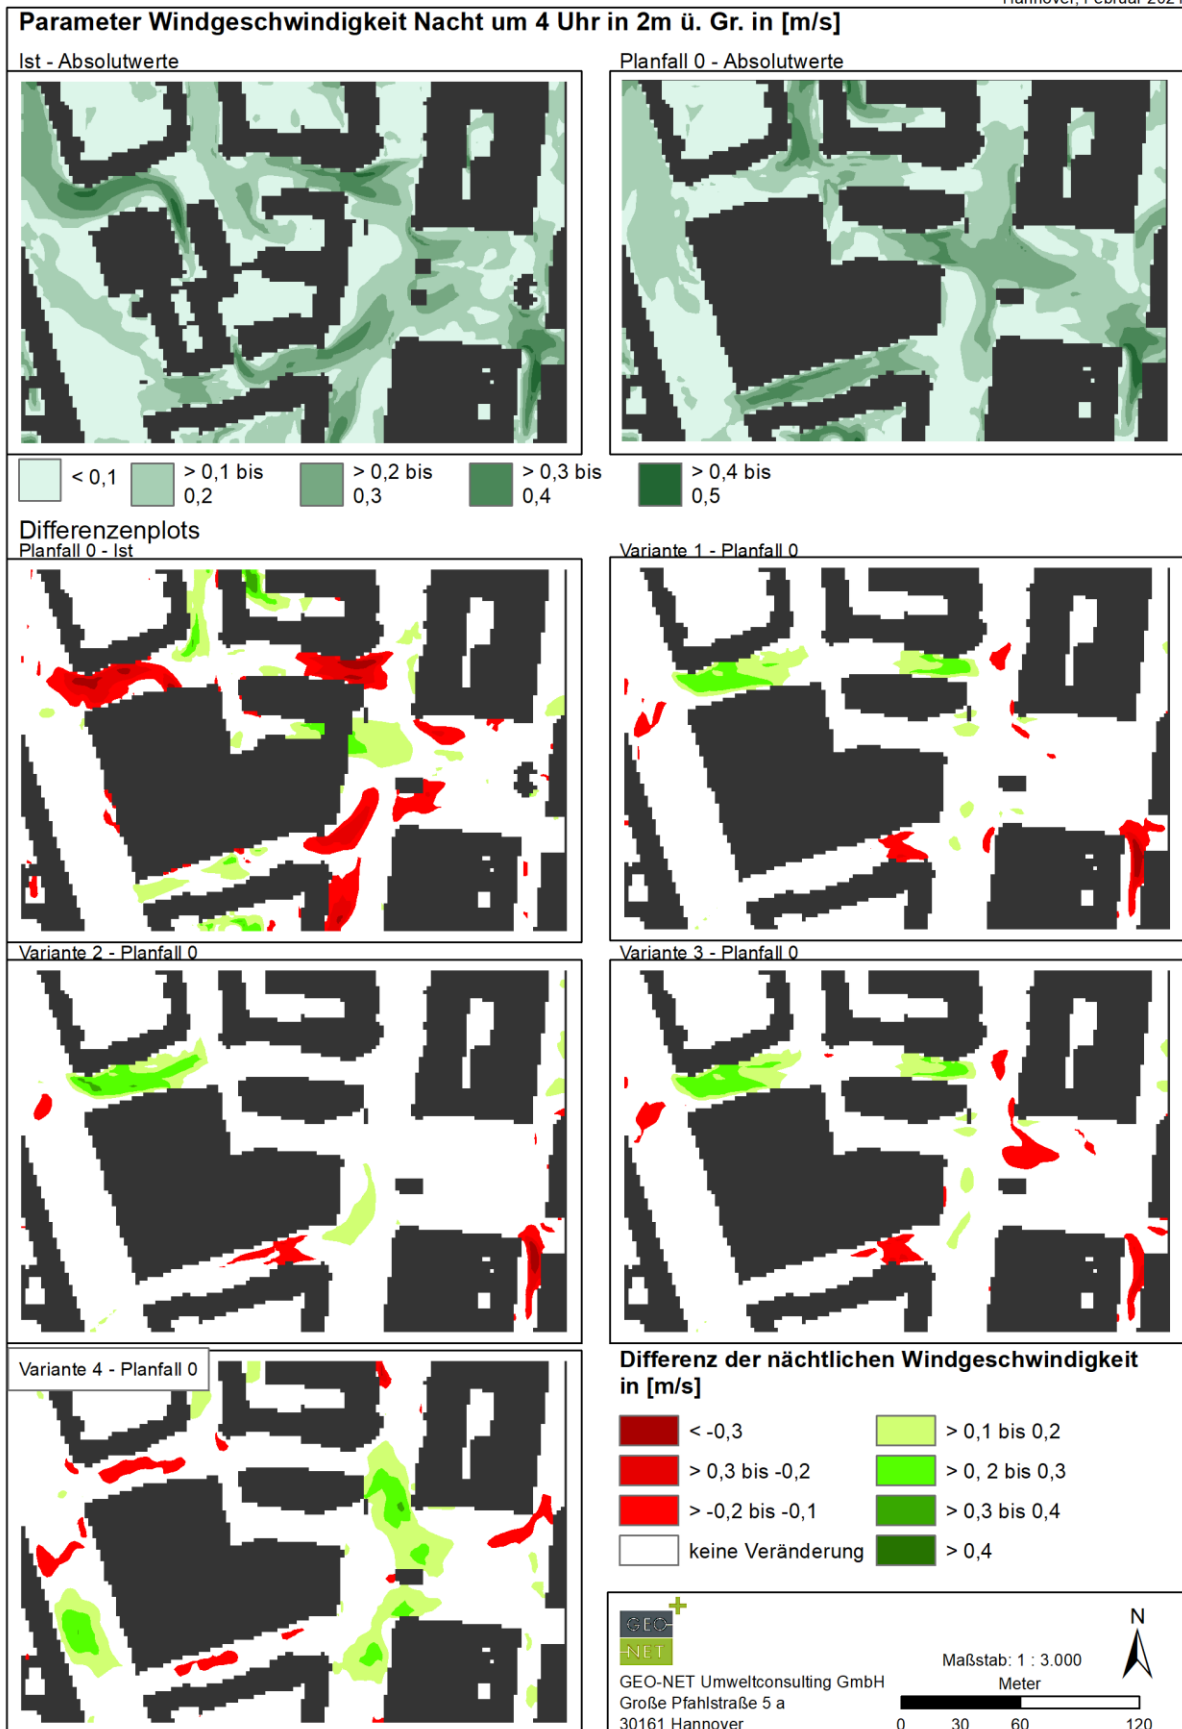 Hannover, Februar 2021
Parameter Windgeschwindigkeit Nacht um 4 Uhr in 2m ü. Gr. in [m/s]
Ist - Absolutwerte
Planfall 0 - Absolutwerte
< 0,1
> 0,1 bis
0,2
> 0,2 bis
0,3
> 0,3 bis
0,4
> 0,4 bis
0,5
Differenzenplots
Planfall 0 - Ist
Variante 1 - Planfall 0
Variante 2 - Planfall 0
Variante 3 - Planfall 0
Variante 4 - Planfall 0
Differenz der nächtlichen Windgeschwindigkeit
in [m/s]
< -0,3
> 0,3 bis -0,2
> -0,2 bis -0,1
keine Veränderung
> 0,1 bis 0,2
> 0, 2 bis 0,3
> 0,3 bis 0,4
> 0,4
GEO-
NET
GEO-NET Umweltconsulting GmbH
Große Pfahlstraße 5 a
30161 Hannover
N
Maßstab: 1 : 3.000
Meter
0 30 60 120